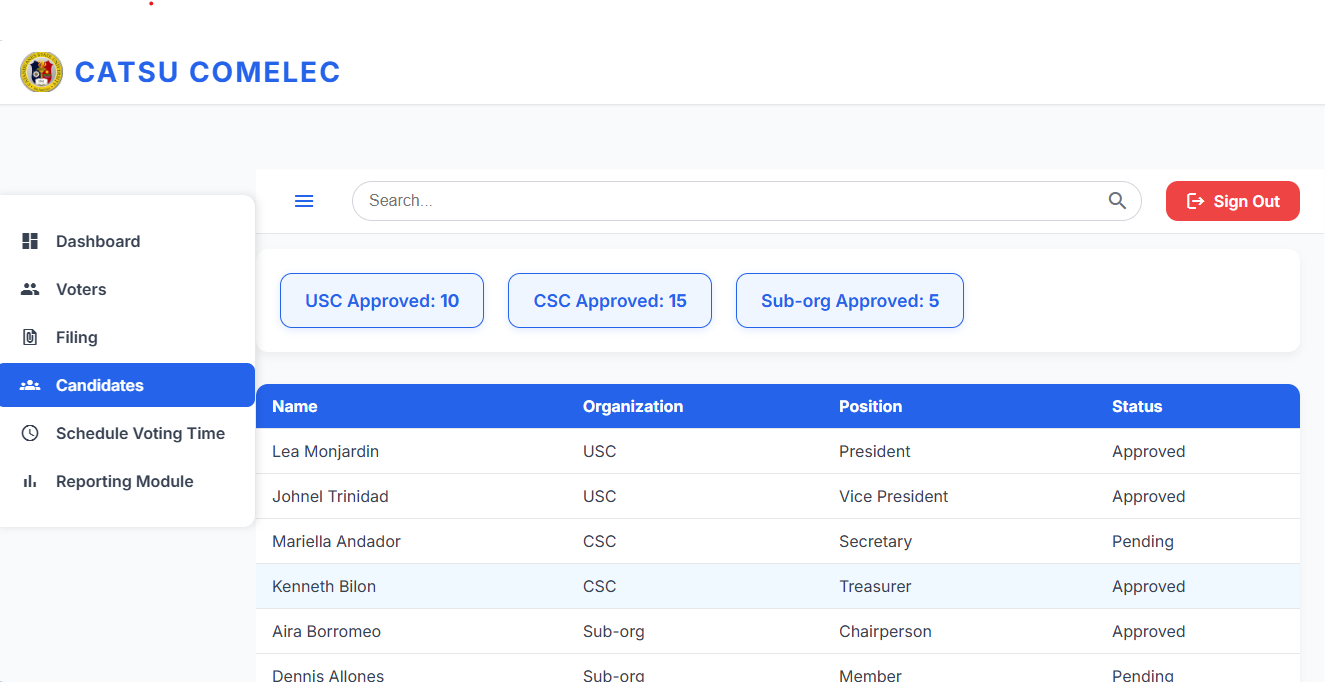 CATSU COMELEC
Search...
Sign Out
Dashboard
Voters
Filing
Candidates
Schedule Voting Time
Reporting Module
USC Approved: 10 CSC Approved: 15 Sub-org Approved: 5
Name Organization Position Status
Lea Monjardin USC President Approved
Johnel Trinidad USC Vice President Approved
Mariella Andador CSC Secretary Pending
Kenneth Bilon CSC Treasurer Approved
Aira Borromeo Sub-org Chairperson Approved
Dennis Allones Sub-org Member Pending